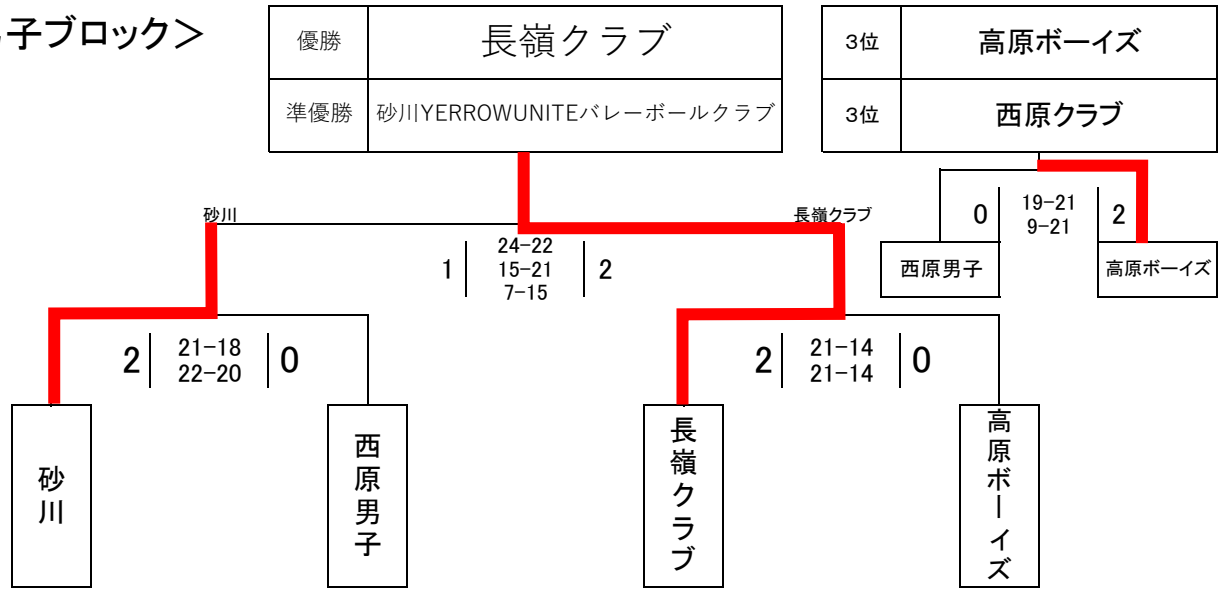 子ブロック＞
優勝 長嶺クラブ
準優勝 砂川YERROWUNITEバレーボールクラブ
3位 高原ボーイズ
3位 西原クラブ
砂川
長嶺クラブ
1
24-22
15-21
7-15
2
0
19-21
9-21
2
西原男子
高原ボーイズ
2
21-18
22-20
0
2
21-14
21-14
0
砂川
西原男子
長嶺クラブ
高原ボーイズ